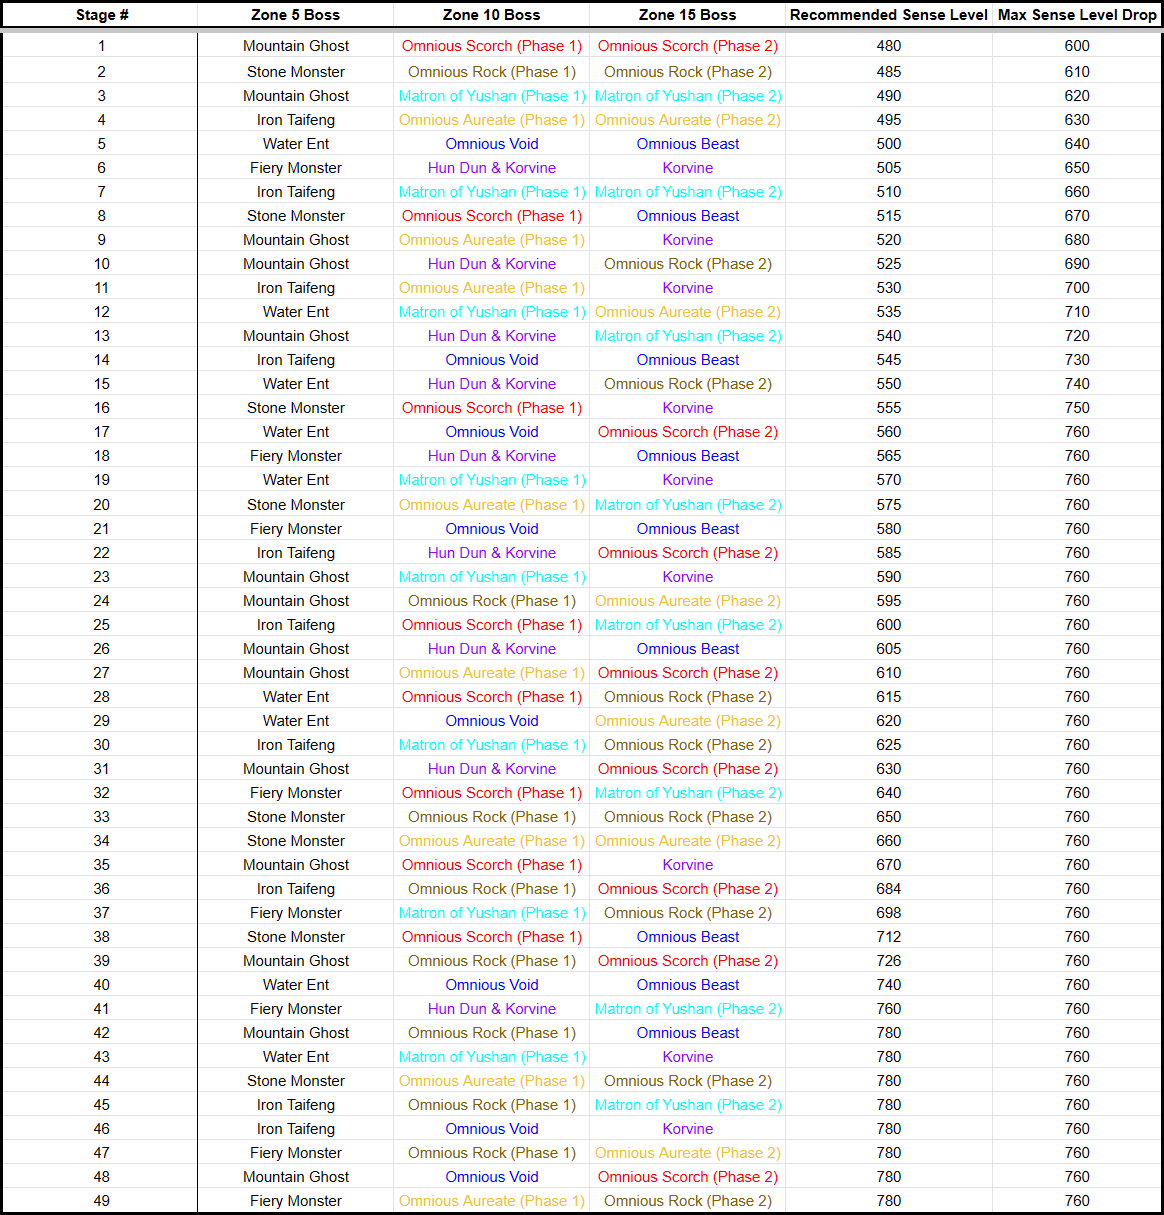 Stage # Zone 5 Boss Zone 10 Boss Zone 15 Boss Recommended Sense Level Max Sense Level Drop
1 Mountain Ghost Omnious Scorch (Phase 1) Omnious Scorch (Phase 2) 480 600
2 Stone Monster Omnious Rock (Phase 1) Omnious Rock (Phase 2) 485 610
3 Mountain Ghost Matron of Yushan (Phase 1) Matron of Yushan (Phase 2) 490 620
4 Iron Taifeng Omnious Aureate (Phase 1) Omnious Aureate (Phase 2) 495 630
5 Water Ent Omnious Void Omnious Beast 500 640
6 Fiery Monster Hun Dun & Korvine Korvine 505 650
7 Iron Taifeng Matron of Yushan (Phase 1) Matron of Yushan (Phase 2) 510 660
8 Stone Monster Omnious Scorch (Phase 1) Omnious Beast 515 670
9 Mountain Ghost Omnious Aureate (Phase 1) Korvine 520 680
10 Mountain Ghost Hun Dun & Korvine Omnious Rock (Phase 2) 525 690
11 Iron Taifeng Omnious Aureate (Phase 1) Korvine 530 700
12 Water Ent Matron of Yushan (Phase 1) Omnious Aureate (Phase 2) 535 710
13 Mountain Ghost Hun Dun & Korvine Matron of Yushan (Phase 2) 540 720
14 Iron Taifeng Omnious Void Omnious Beast 545 730
15 Water Ent Hun Dun & Korvine Omnious Rock (Phase 2) 550 740
16 Stone Monster Omnious Scorch (Phase 1) Korvine 555 750
17 Water Ent Omnious Void Omnious Scorch (Phase 2) 560 760
18 Fiery Monster Hun Dun & Korvine Omnious Beast 565 760
19 Water Ent Matron of Yushan (Phase 1) Korvine 570 760
20 Stone Monster Omnious Aureate (Phase 1) Matron of Yushan (Phase 2) 575 760
21 Fiery Monster Omnious Void Omnious Beast 580 760
22 Iron Taifeng Hun Dun & Korvine Omnious Scorch (Phase 2) 585 760
23 Mountain Ghost Matron of Yushan (Phase 1) Korvine 590 760
24 Mountain Ghost Omnious Rock (Phase 1) Omnious Aureate (Phase 2) 595 760
25 Iron Taifeng Omnious Scorch (Phase 1) Matron of Yushan (Phase 2) 600 760
26 Mountain Ghost Hun Dun & Korvine Omnious Beast 605 760
27 Mountain Ghost Omnious Aureate (Phase 1) Omnious Scorch (Phase 2) 610 760
28 Water Ent Omnious Scorch (Phase 1) Omnious Rock (Phase 2) 615 760
29 Water Ent Omnious Void Omnious Aureate (Phase 2) 620 760
30 Iron Taifeng Matron of Yushan (Phase 1) Omnious Rock (Phase 2) 625 760
31 Mountain Ghost Hun Dun & Korvine Omnious Scorch (Phase 2) 630 760
32 Fiery Monster Omnious Scorch (Phase 1) Matron of Yushan (Phase 2) 640 760
33 Stone Monster Omnious Rock (Phase 1) Omnious Rock (Phase 2) 650 760
34 Stone Monster Omnious Aureate (Phase 1) Omnious Aureate (Phase 2) 660 760
35 Mountain Ghost Omnious Scorch (Phase 1) Korvine 670 760
36 Iron Taifeng Omnious Rock (Phase 1) Omnious Scorch (Phase 2) 684 760
37 Fiery Monster Matron of Yushan (Phase 1) Omnious Rock (Phase 2) 698 760
38 Stone Monster Omnious Scorch (Phase 1) Omnious Beast 712 760
39 Mountain Ghost Omnious Rock (Phase 1) Omnious Scorch (Phase 2) 726 760
40 Water Ent Omnious Void Omnious Beast 740 760
41 Fiery Monster Hun Dun & Korvine Matron of Yushan (Phase 2) 760 760
42 Mountain Ghost Omnious Rock (Phase 1) Omnious Beast 780 760
43 Water Ent Matron of Yushan (Phase 1) Korvine 780 760
44 Stone Monster Omnious Aureate (Phase 1) Omnious Rock (Phase 2) 780 760
45 Iron Taifeng Omnious Rock (Phase 1) Matron of Yushan (Phase 2) 780 760
46 Iron Taifeng Omnious Void Korvine 780 760
47 Fiery Monster Omnious Rock (Phase 1) Omnious Aureate (Phase 2) 780 760
48 Mountain Ghost Omnious Void Omnious Scorch (Phase 2) 780 760
49 Fiery Monster Omnious Aureate (Phase 1) Omnious Rock (Phase 2) 780 760